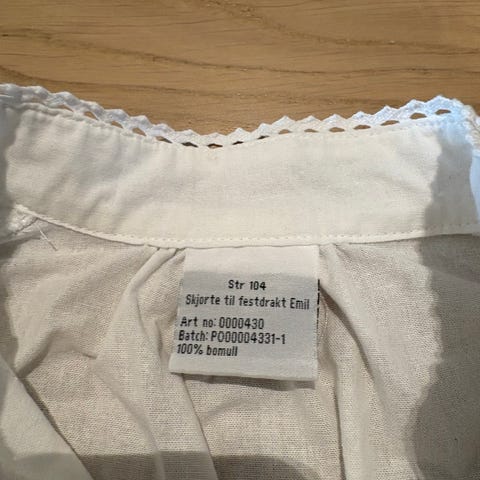 Str 104
Skjorte til festdrakt Emil
Art no: 0000430
Batch: PO00004331-1
100% bomull